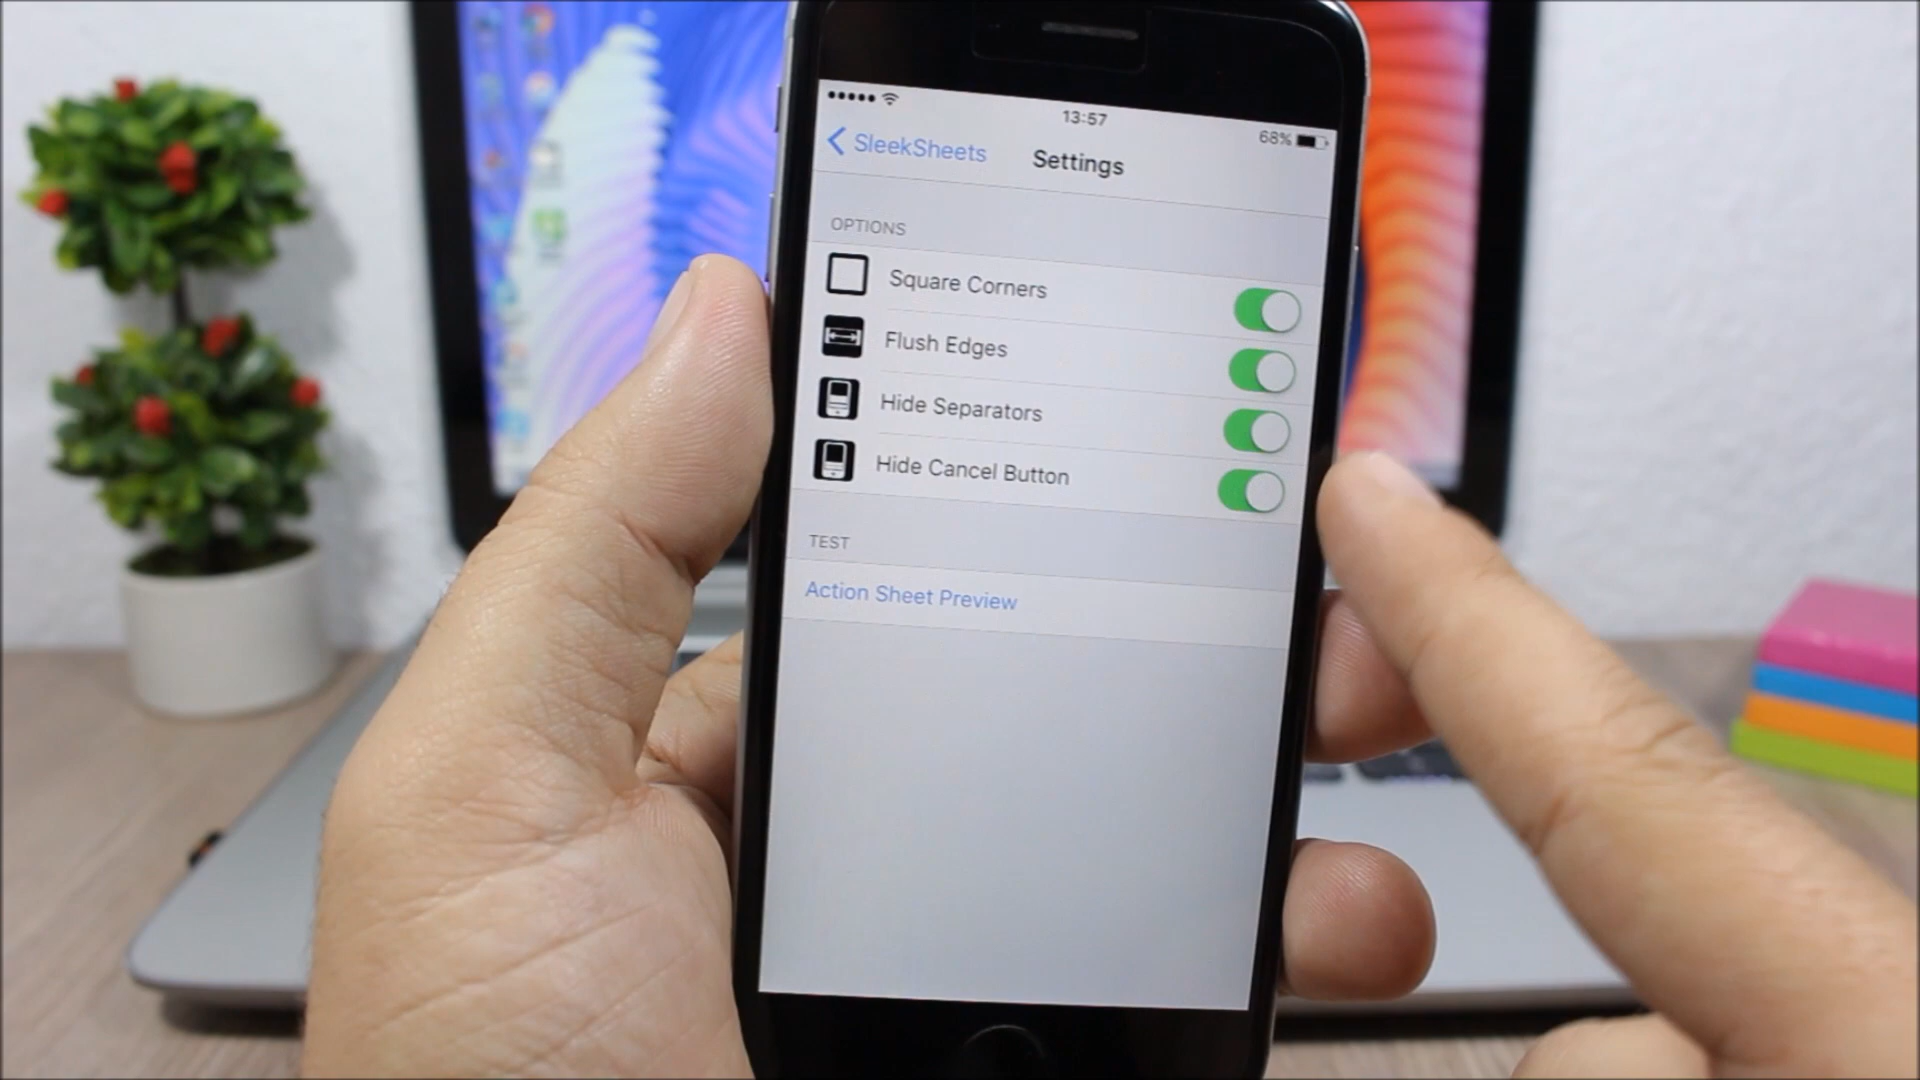 13:57
68%
SleekSheets
Settings
OPTIONS
Square Corners
Flush Edges
Hide Separators
Hide Cancel Button
TEST
Action Sheet Preview